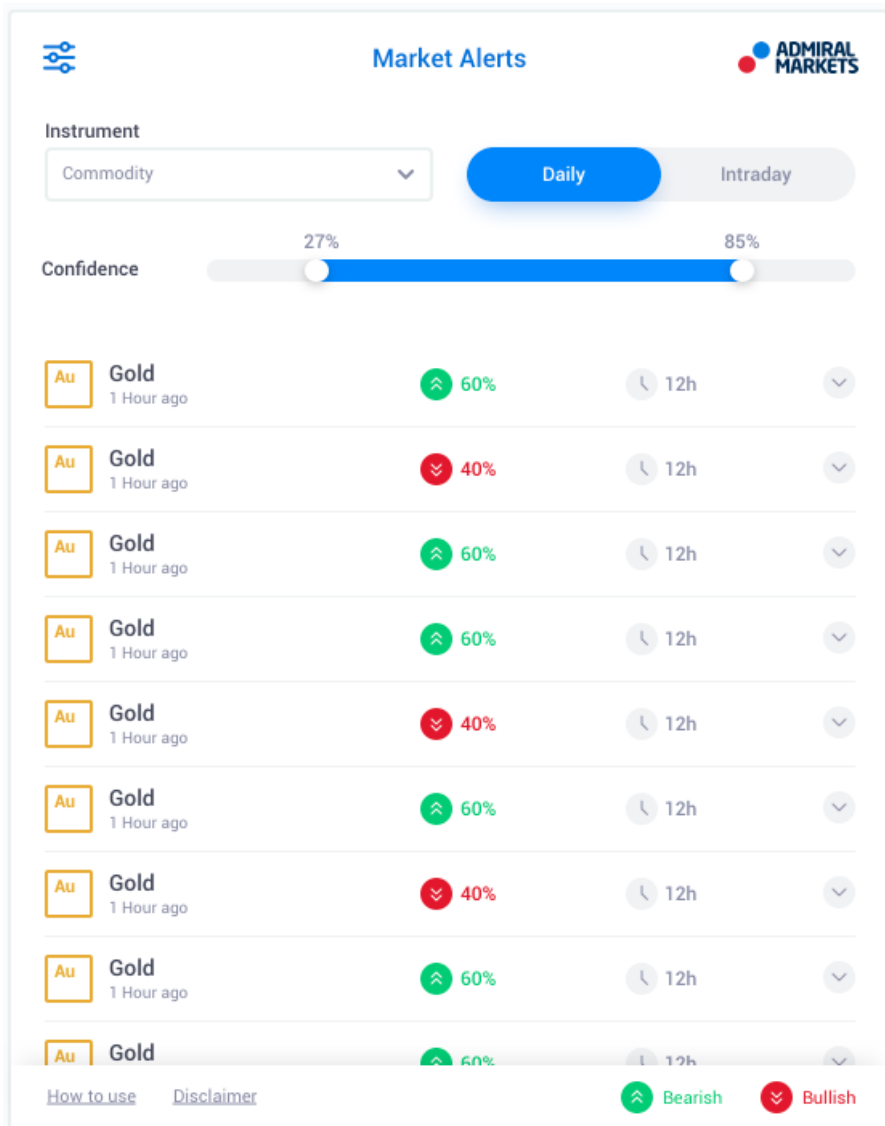 Market Alerts
ADMIRAL
MARKETS
Instrument
Commodity
Daily
Intraday
27%
85%
Confidence
Au
Gold
1 Hour ago
60%
12h
Au
Gold
1 Hour ago
40%
12h
Au
Gold
1 Hour ago
60%
12h
Au
Gold
1 Hour ago
60%
12h
Au
Gold
1 Hour ago
40%
12h
Au
Gold
1 Hour ago
60%
12h
Au
Gold
1 Hour ago
40%
12h
Au
Gold
1 Hour ago
60%
12h
Au
Gold
60%
12h
How to use
Disclaimer
Bearish
Bullish